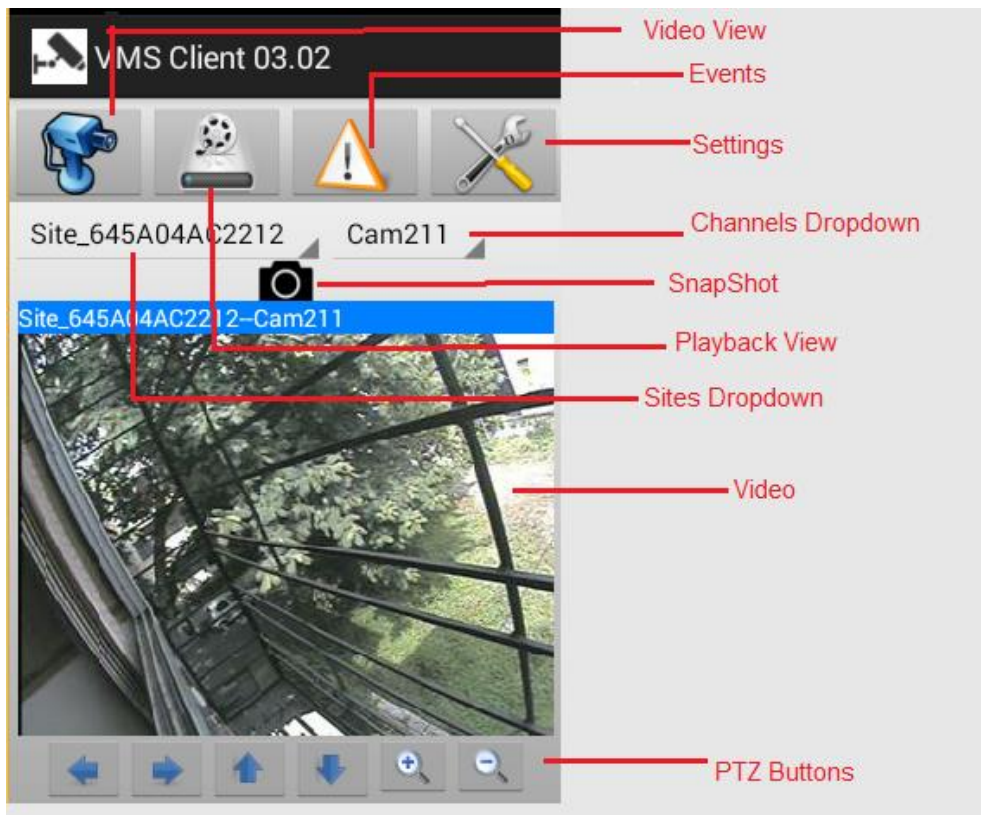 Video View
VMS Client 03.02
Events
Settings
Site_645A04AC2212
Cam211
Channels Dropdown
SnapShot
Site_645A04AC2212--Cam211
Playback View
Sites Dropdown
Video
PTZ Buttons